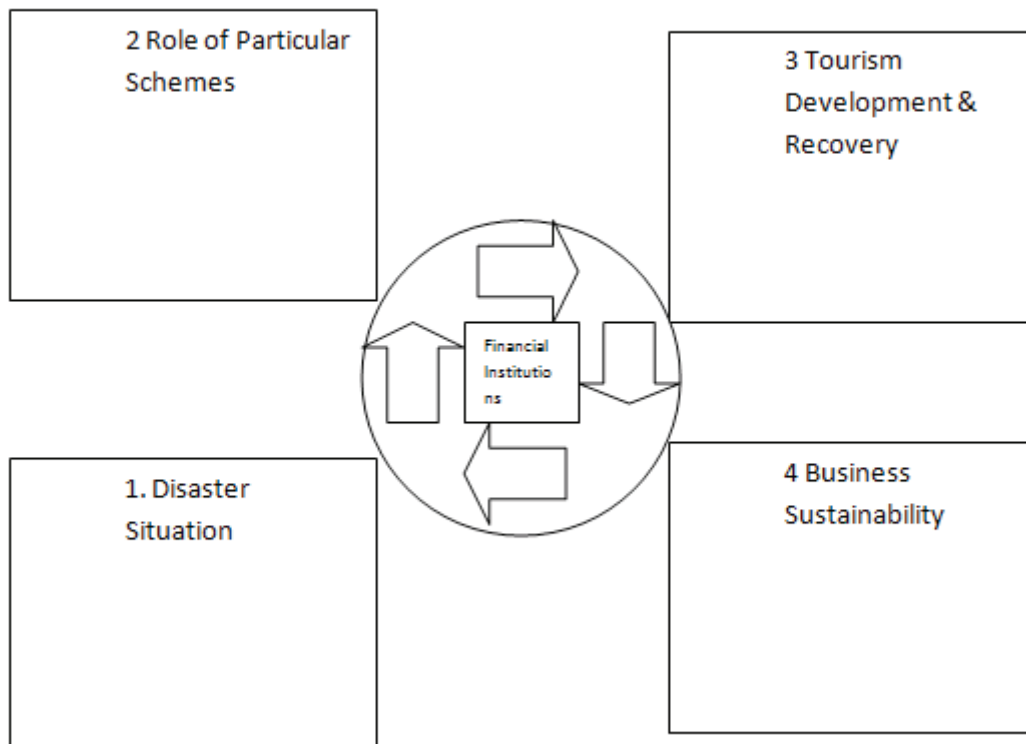 2 Role of Particular
Schemes
3 Tourism
Development &
Recovery
Financial
Institutio
ns
1. Disaster
Situation
4 Business
Sustainability